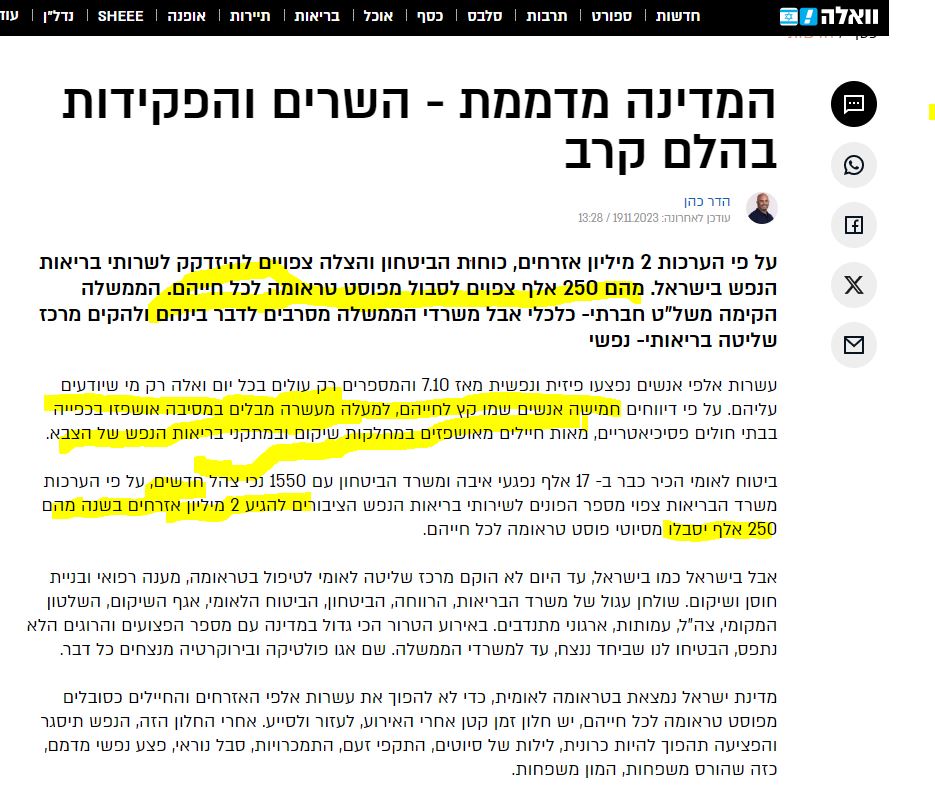 וואלה!
חדשות | ספורט | תרבות | סלבס | כסף | אוכל | בריאות | תיירות | אופנה | SHEEE | נדל"ן | עוד
המדינה מדממת - השרים והפקידות
בהלם קרב
הדר כהן
עודכן לאחרונה: 19.11.2023 / 13:28
על פי הערכות 2 מיליון אזרחים, כוחות הביטחון והצלה צפויים להיזדקק לשרותי בריאות
הנפש בישראל. מהם 250 אלף צפוים לסבול מפוסט טראומה לכל חייהם. הממשלה
הקימה משל"ט חברתי- כלכלי אבל משרדי הממשלה מסרבים לדבר בינהם ולהקים מרכז
שליטה בריאותי- נפשי
עשרות אלפי אנשים נפצעו פיזית ונפשית מאז 7.10 והמספרים רק עולים בכל יום ואלה רק מי שיודעים
עליהם. על פי דיווחים חמישה אנשים שמו קץ לחייהם, למעלה מעשרה מבלים במסיבה אושפזו בכפייה
בבתי חולים פסיכיאטריים, מאות חיילים מאושפזים במחלקות שיקום ובמתקני בריאות הנפש של הצבא.
ביטוח לאומי הכיר כבר ב- 17 אלף נפגעי איבה ומשרד הביטחון עם 1550 נכי צהל חדשים, על פי הערכות
משרד הבריאות צפוי מספר הפונים לשירותי בריאות הנפש הציבורים להגיע 2 מיליון אזרחים בשנה מהם
250 אלף יסבלו מסיוטי פוסט טראומה לכל חייהם.
אבל בישראל כמו בישראל, עד היום לא הוקם מרכז שליטה לאומי לטיפול בטראומה, מענה רפואי ובניית
חוסן ושיקום. שולחן עגול של משרד הבריאות, הרווחה, הביטחון, הביטוח הלאומי, אגף השיקום, השלטון
המקומי, צה"ל, עמותות, ארגוני מתנדבים. באירוע הטרור הכי גדול במדינה עם מספר הפצועים והרוגים הלא
נתפס, הבטיחו לנו שביחד ננצח, עד למשרדי הממשלה. שם אגו פולטיקה ובירוקרטיה מנצחים כל דבר.
מדינת ישראל נמצאת בטראומה לאומית, כדי לא להפוך את עשרות אלפי האזרחים והחיילים כסובלים
מפוסט טראומה לכל חייהם, יש חלון זמן קטן אחרי האירוע, לעזור ולסייע. אחרי החלון הזה, הנפש תיסגר
והפציעה תהפוך להיות כרונית, לילות של סיוטים, התקפי זעם, התמכרויות, סבל נוראי, פצע נפשי מדמם,
כזה שהורס משפחות, המון משפחות.